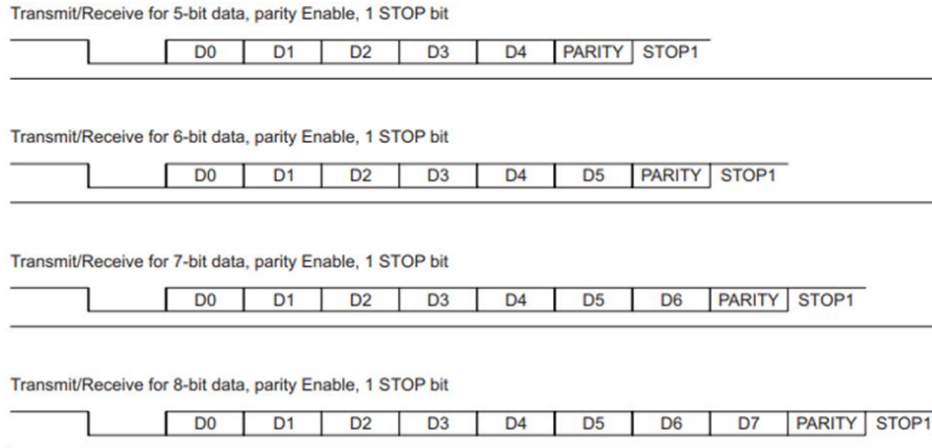 Transmit/Receive for 5-bit data, parity Enable, 1 STOP bit
D0 D1 D2 D3 D4 PARITY STOP1
Transmit/Receive for 6-bit data, parity Enable, 1 STOP bit
D0 D1 D2 D3 D4 D5 PARITY STOP1
Transmit/Receive for 7-bit data, parity Enable, 1 STOP bit
D0 D1 D2 D3 D4 D5 D6 PARITY STOP1
Transmit/Receive for 8-bit data, parity Enable, 1 STOP bit
D0 D1 D2 D3 D4 D5 D6 D7 PARITY STOP1